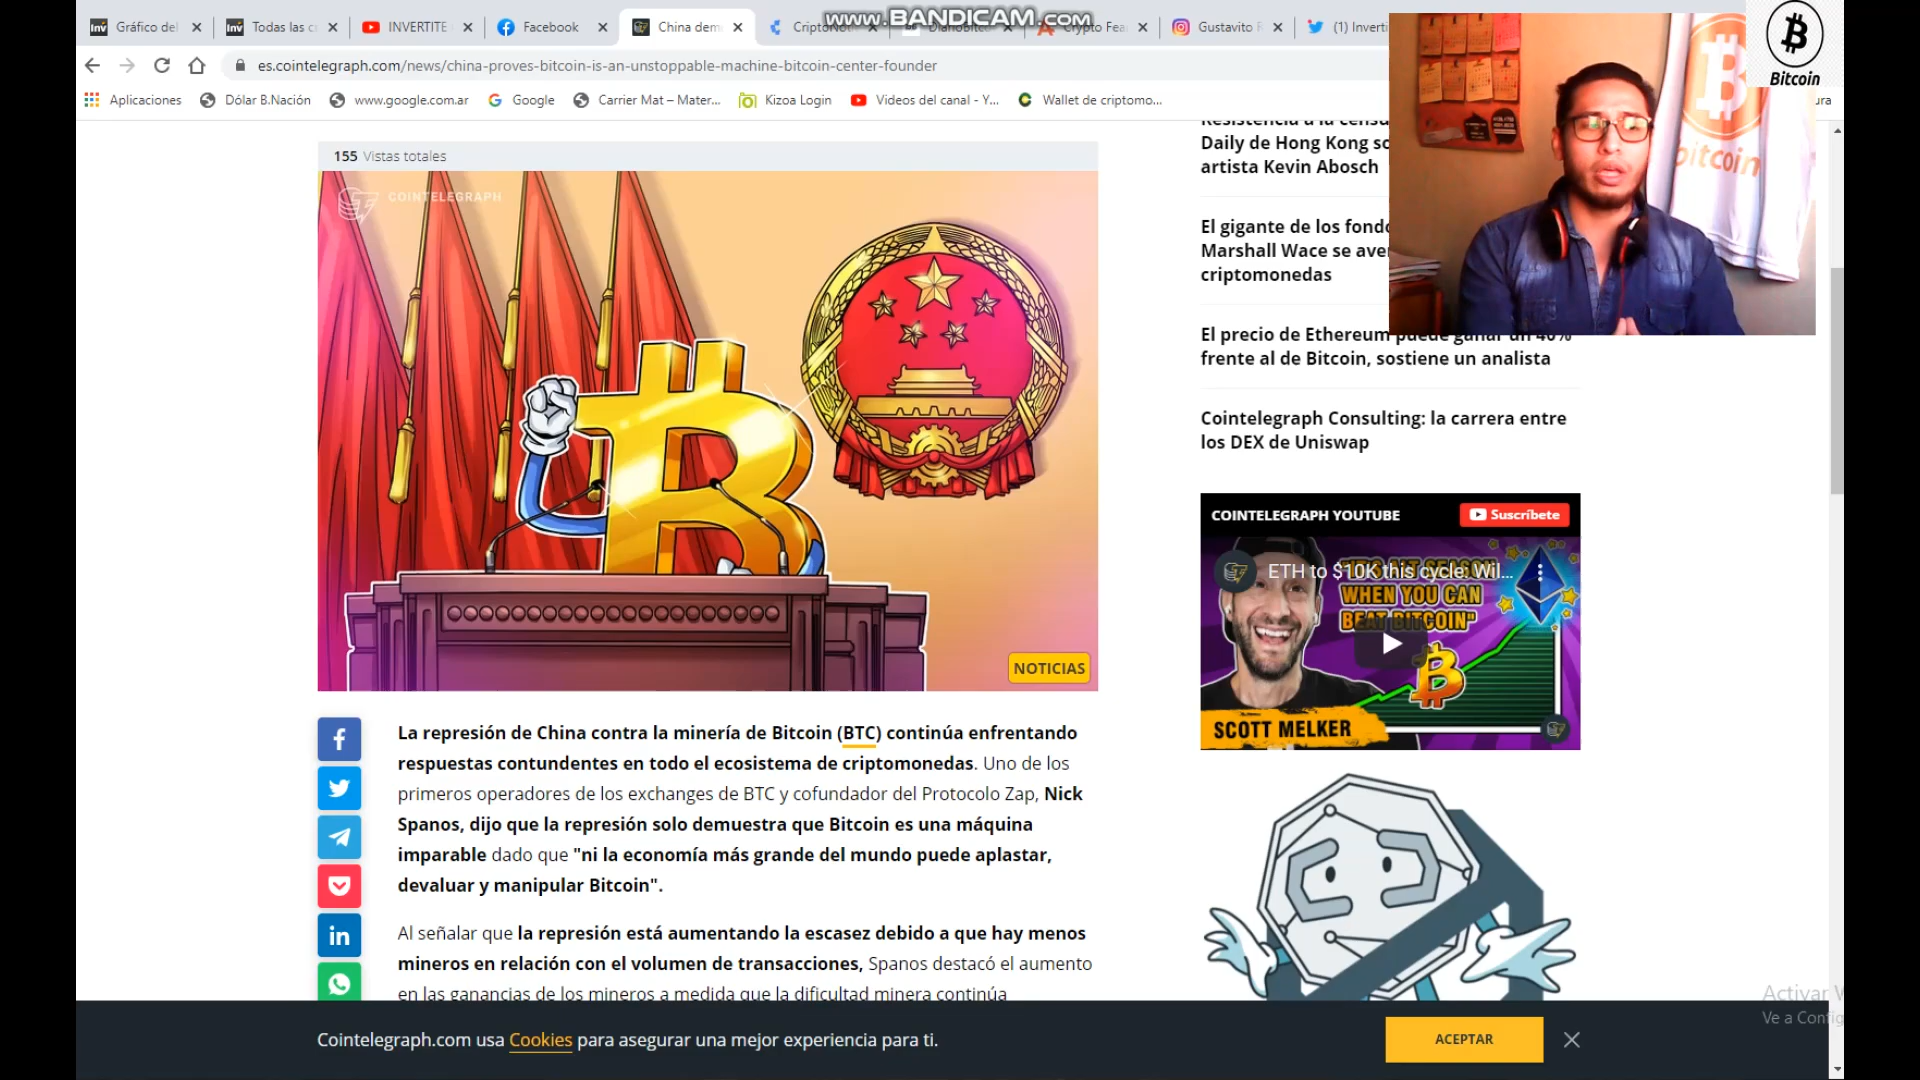 www.BANDICAM.com
Gráfico del
Todas las c
INVERTITE
Facebook
China dem
CriptoNoti
DiarioBitco
Crypto Fea
Gustavito R
(1) Inverti
es.cointelegraph.com/news/china-proves-bitcoin-is-an-unstoppable-machine-bitcoin-center-founder
Aplicaciones
Dólar B.Nación
www.google.com.ar
Google
Carrier Mat – Mater...
Kizoa Login
Videos del canal - Y...
Wallet de criptomo...
ura
Bitcoin
bitcoin
155 Vistas totales
COINTELEGRAPH
NOTICIAS
La represión de China contra la minería de Bitcoin (BTC) continúa enfrentando
respuestas contundentes en todo el ecosistema de criptomonedas. Uno de los
primeros operadores de los exchanges de BTC y cofundador del Protocolo Zap, Nick
Spanos, dijo que la represión solo demuestra que Bitcoin es una máquina
imparable dado que "ni la economía más grande del mundo puede aplastar,
devaluar y manipular Bitcoin".
Al señalar que la represión está aumentando la escasez debido a que hay menos
mineros en relación con el volumen de transacciones, Spanos destacó el aumento
en las ganancias de los mineros a medida que la dificultad minera continúa
Resistencia a la censu
Daily de Hong Kong so
artista Kevin Abosch
El gigante de los fondo
Marshall Wace se aver
criptomonedas
El precio de Ethereum puede ganar un 40%
frente al de Bitcoin, sostiene un analista
Cointelegraph Consulting: la carrera entre
los DEX de Uniswap
COINTELEGRAPH YOUTUBE
Suscríbete
ETH to $10K this cycle: Wil...
WHEN YOU CAN
BEAT BITCOIN"
SCOTT MELKER
Activar W
Ve a Config
Cointelegraph.com usa Cookies para asegurar una mejor experiencia para ti.
ACEPTAR